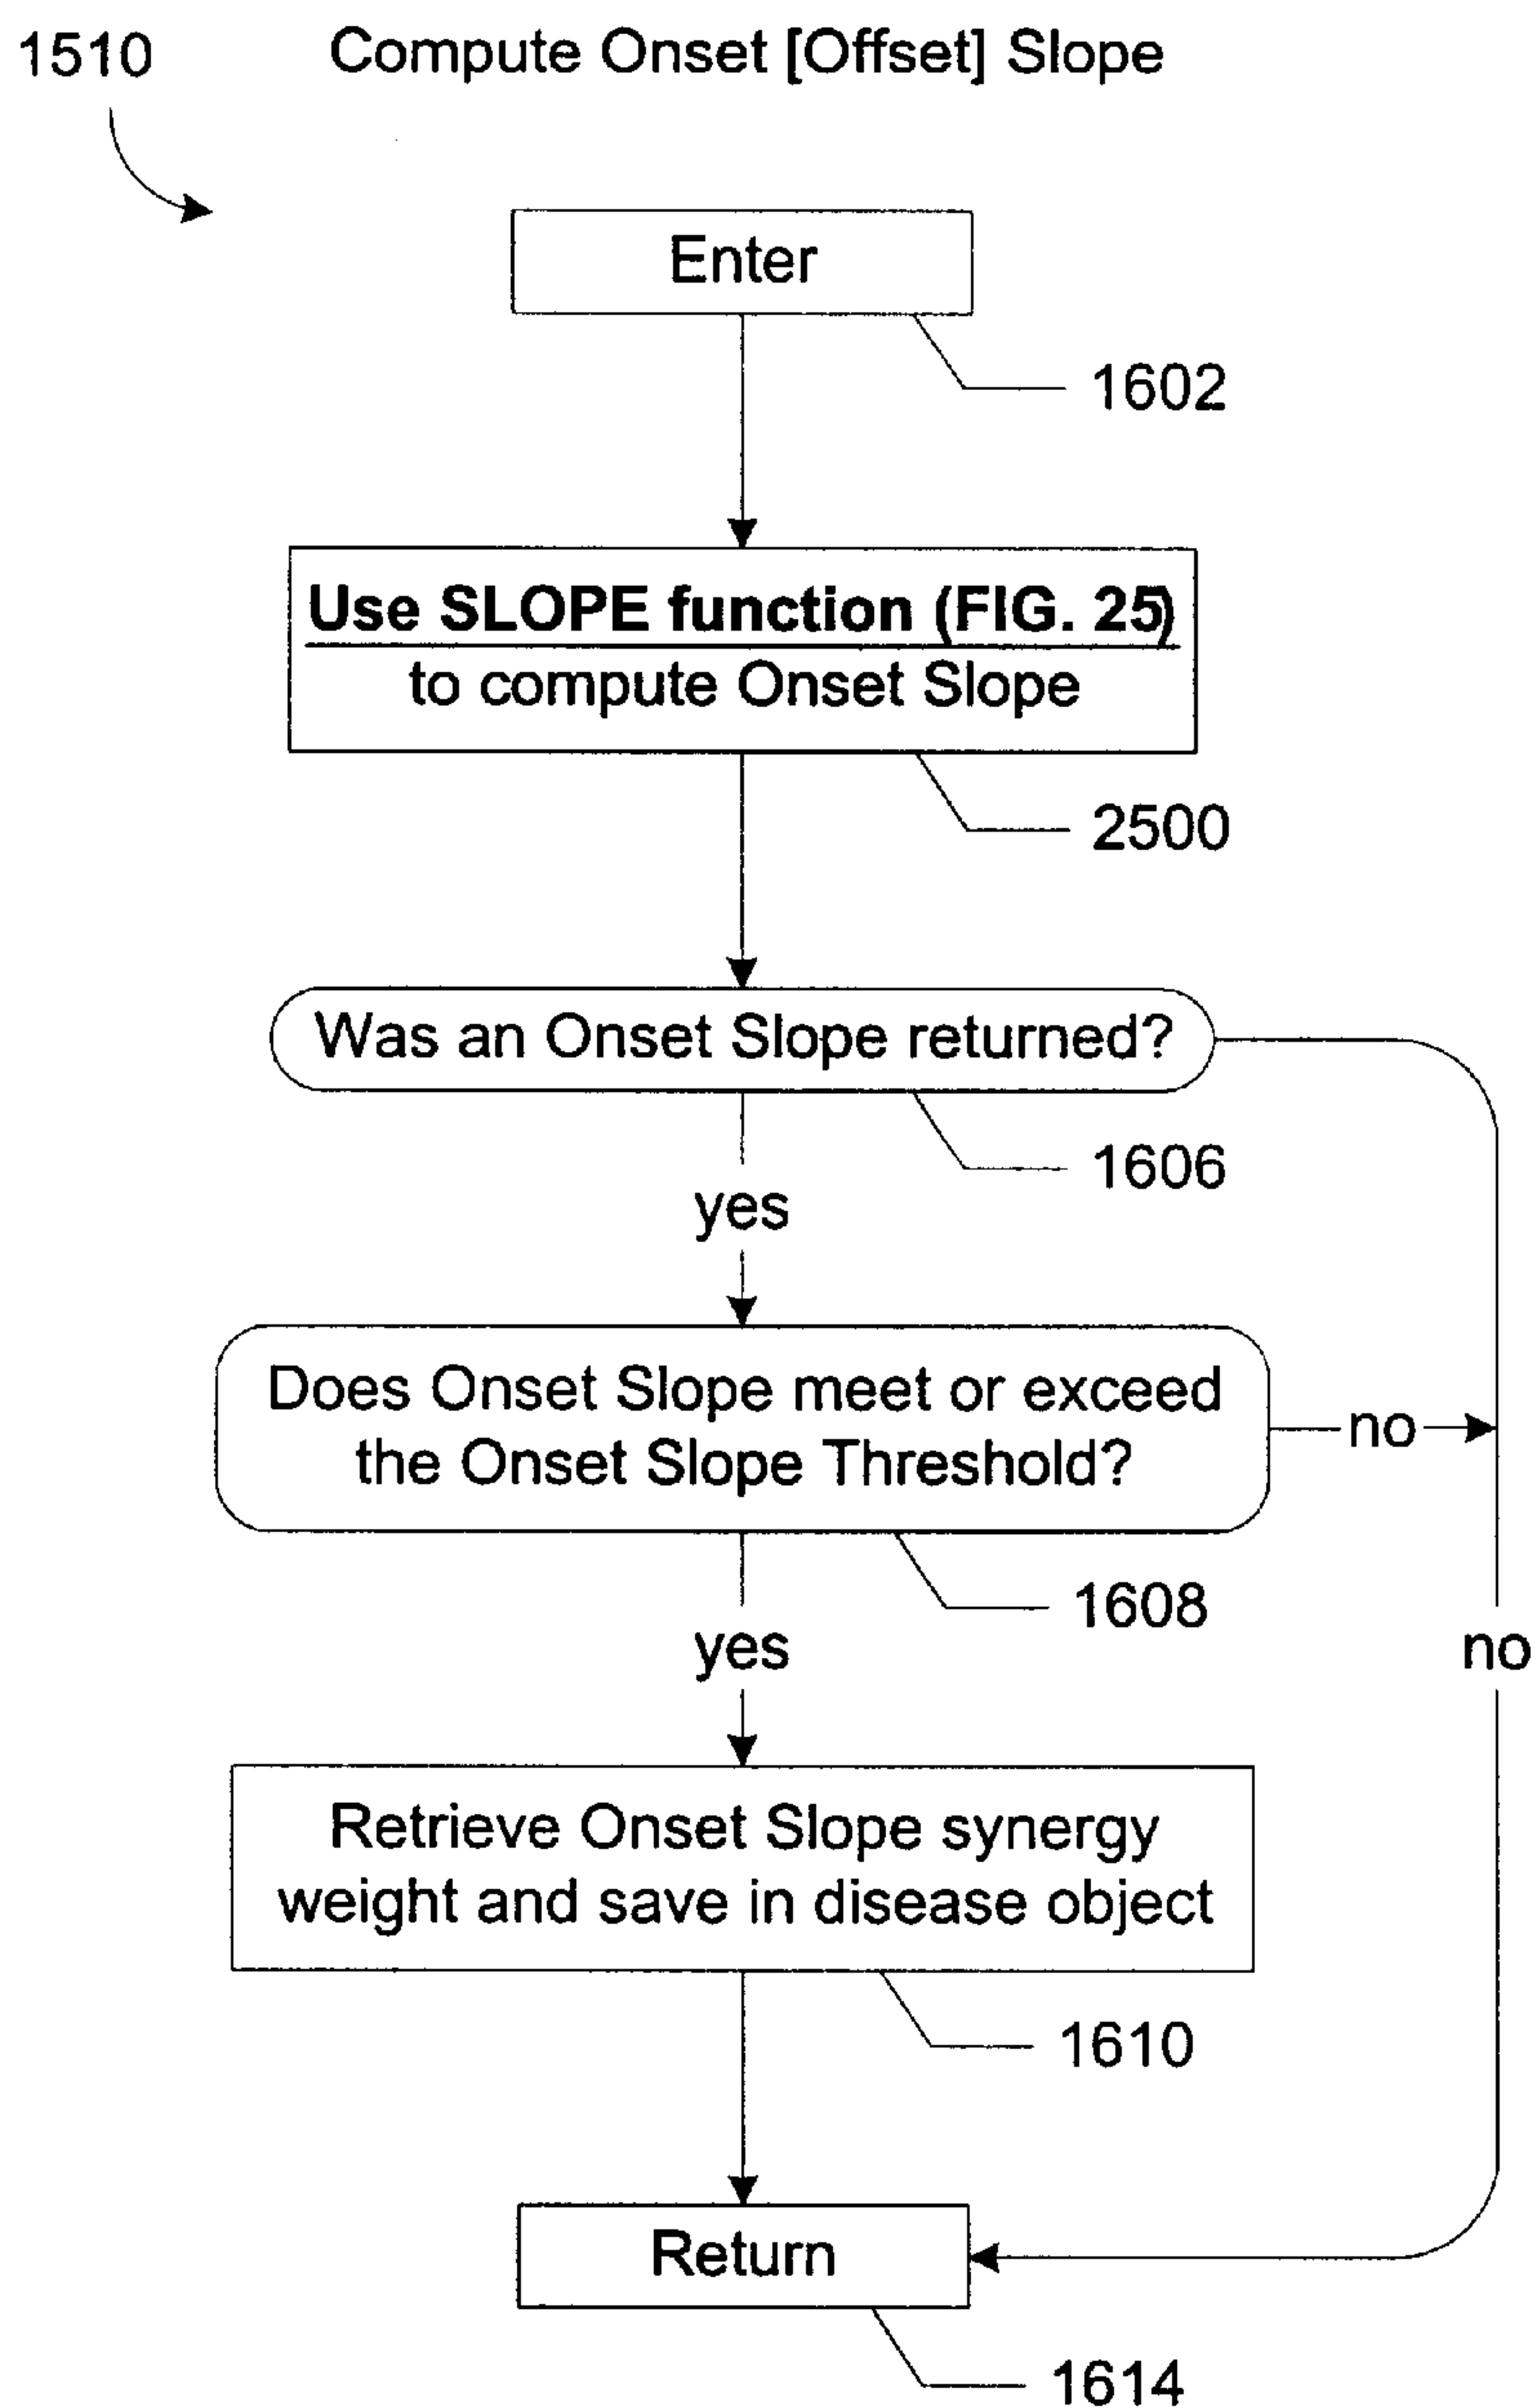 1510 Compute Onset [Offset] Slope
Enter
1602
Use SLOPE function (FIG. 25)
to compute Onset Slope
2500
Was an Onset Slope returned?
1606
yes
Does Onset Slope meet or exceed
the Onset Slope Threshold?
no
1608
yes
no
Retrieve Onset Slope synergy
weight and save in disease object
1610
Return
1614